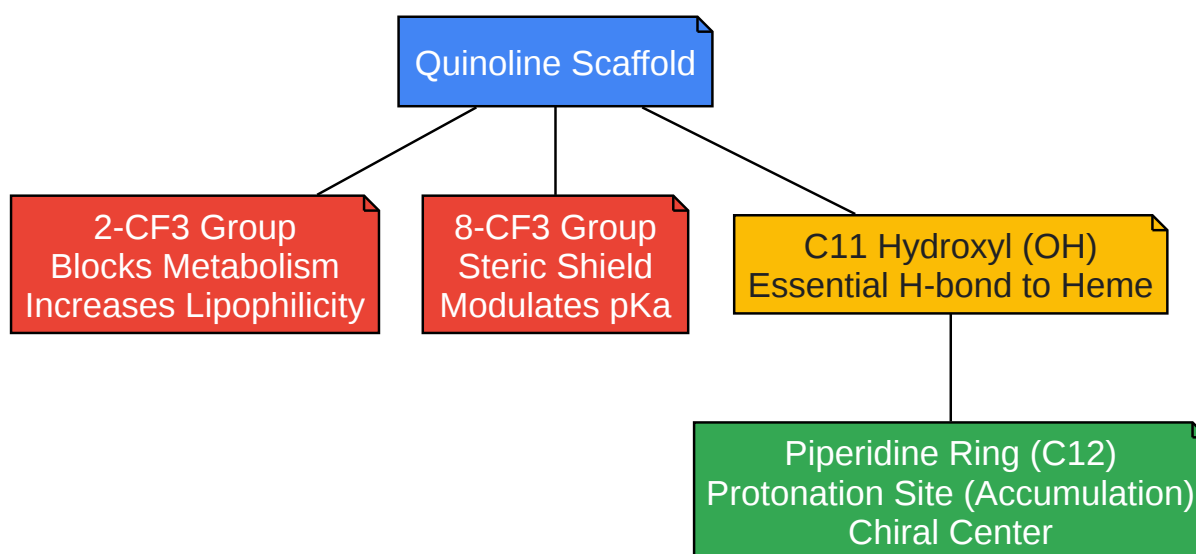 Quinoline Scaffold
2-CF3 Group
Blocks Metabolism
Increases Lipophilicity
8-CF3 Group
Steric Shield
Modulates pKa
C11 Hydroxyl (OH)
Essential H-bond to Heme
Piperidine Ring (C12)
Protonation Site (Accumulation)
Chiral Center